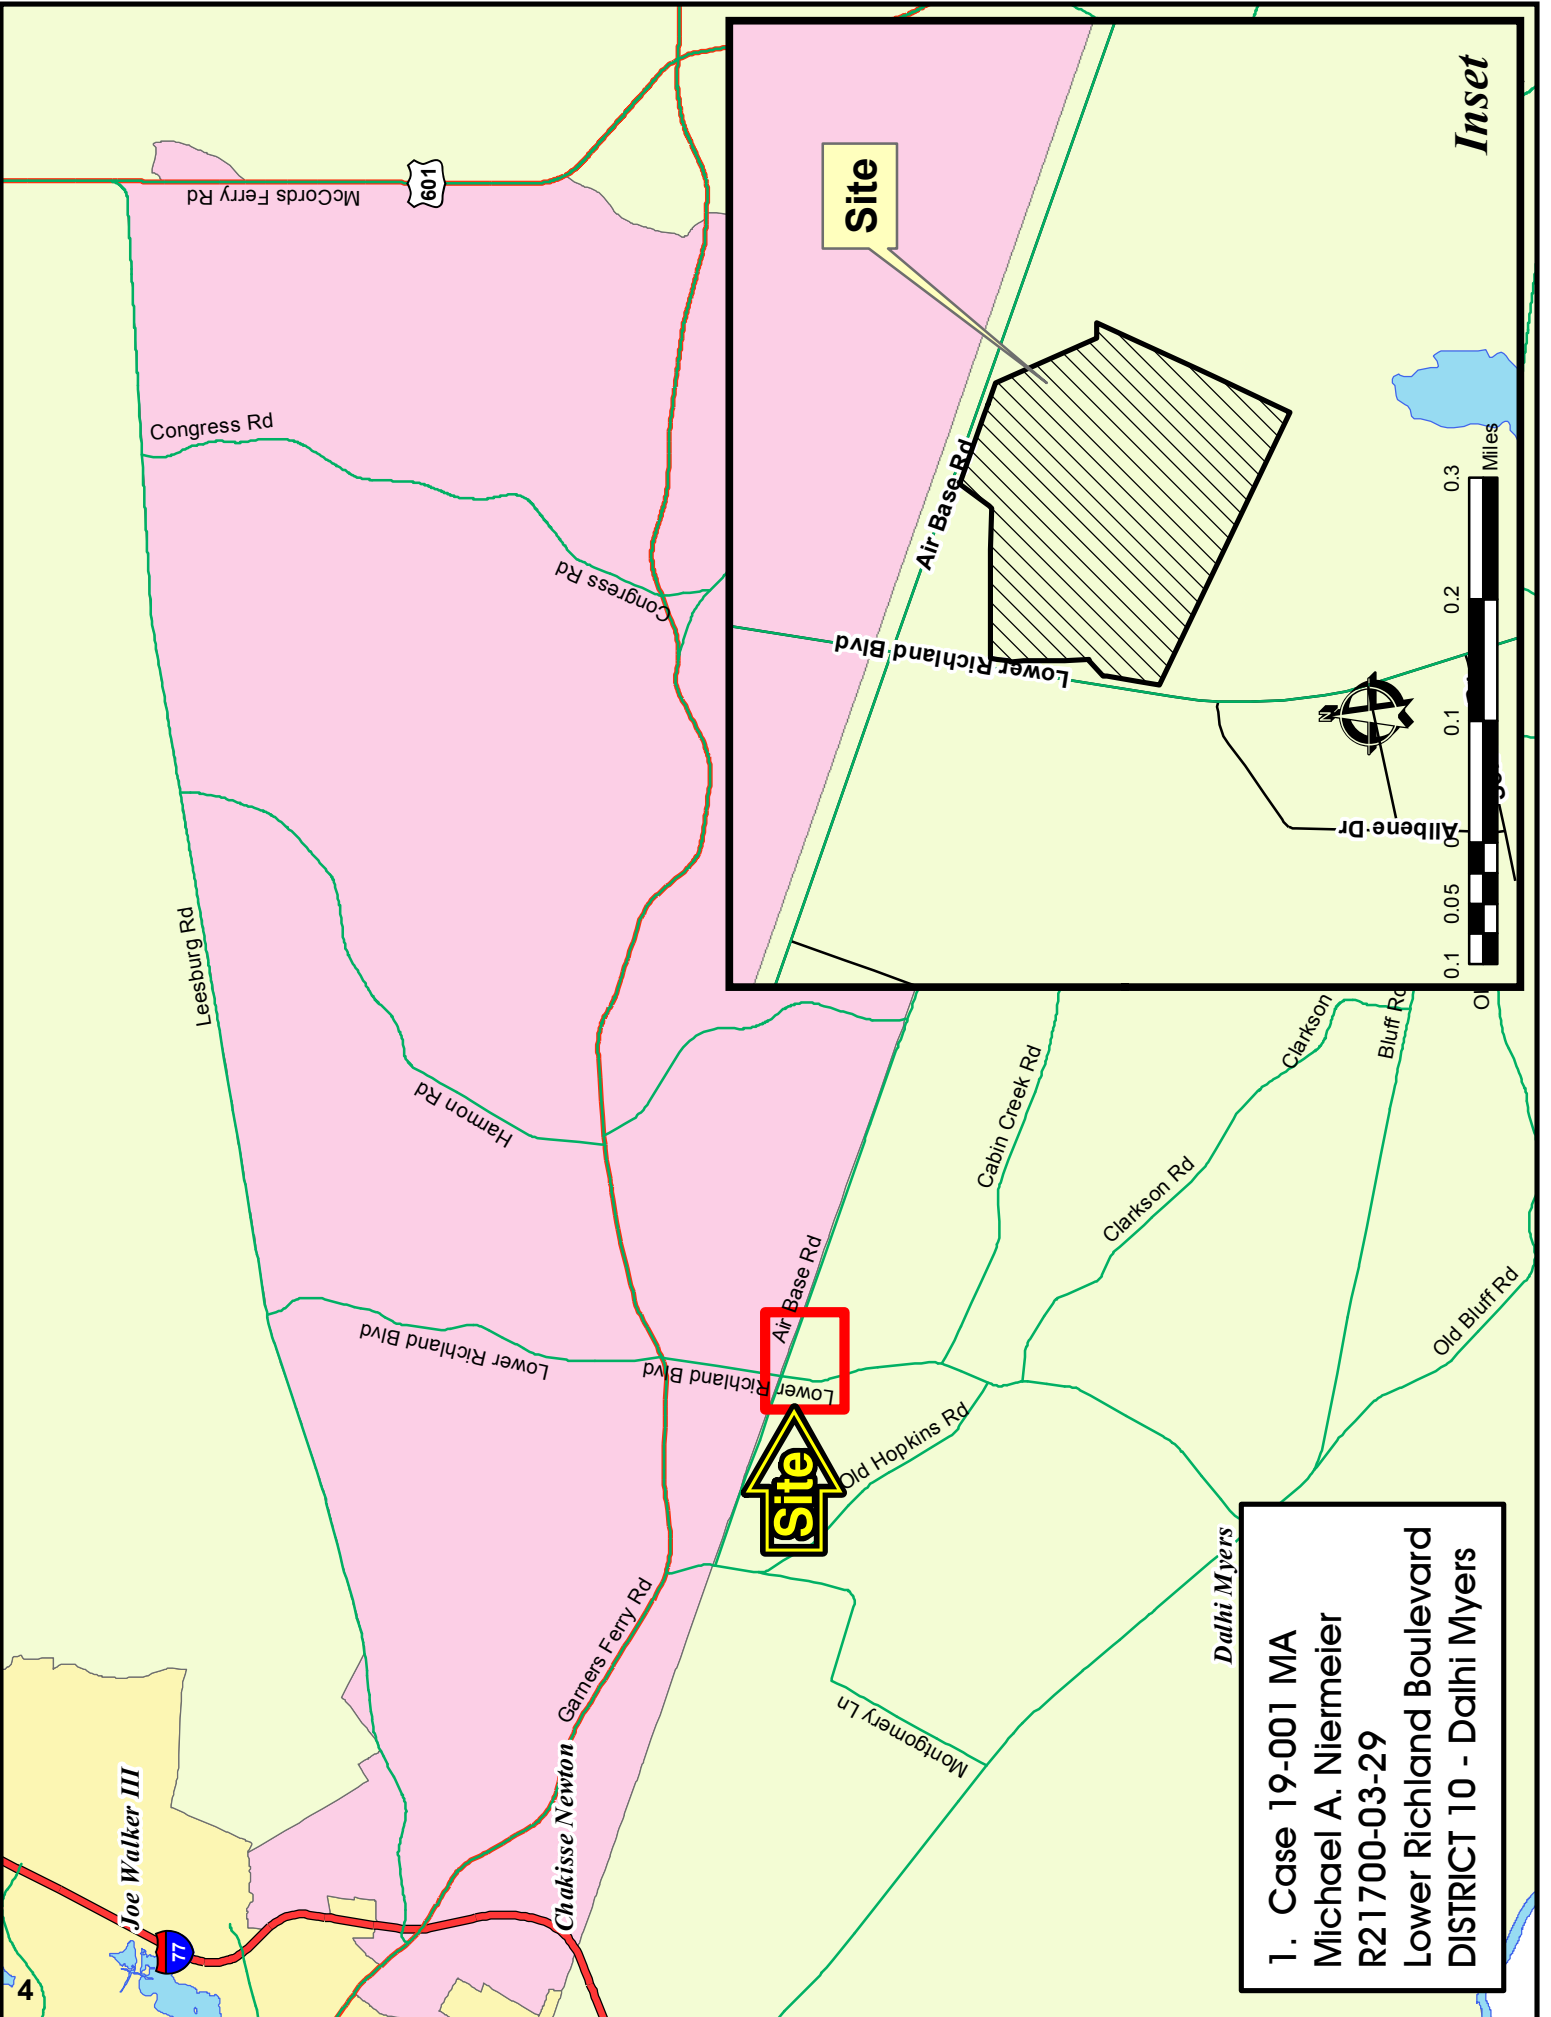 4
Joe Walker III
77
Chakisse Newton
Garners Ferry Rd
Leesburg Rd
Lower Richland Blvd
Lower Richland Blvd
Harmon Rd
Congress Rd
Congress Rd
McCords Ferry Rd
601
Air Base Rd
Site
Old Hopkins Rd
Montgomery Ln
Cabin Creek Rd
Clarkson Rd
Clarkson
Bluff Rd
Old Bluff Rd
Dalhi Myers
1. Case 19-001 MA
Michael A. Niermeier
R21700-03-29
Lower Richland Boulevard
DISTRICT 10 - Dalhi Myers
Inset
Site
Air Base Rd
Lower Richland Blvd
Allbene Dr
N
0.1 0.05 0 0.1 0.2 0.3
Miles